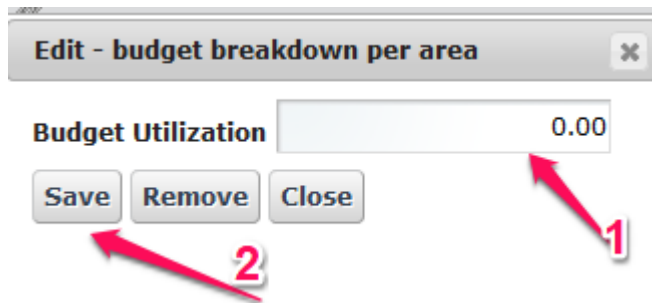 Edit - budget breakdown per area
Budget Utilization 0.00
Save Remove Close
1
2